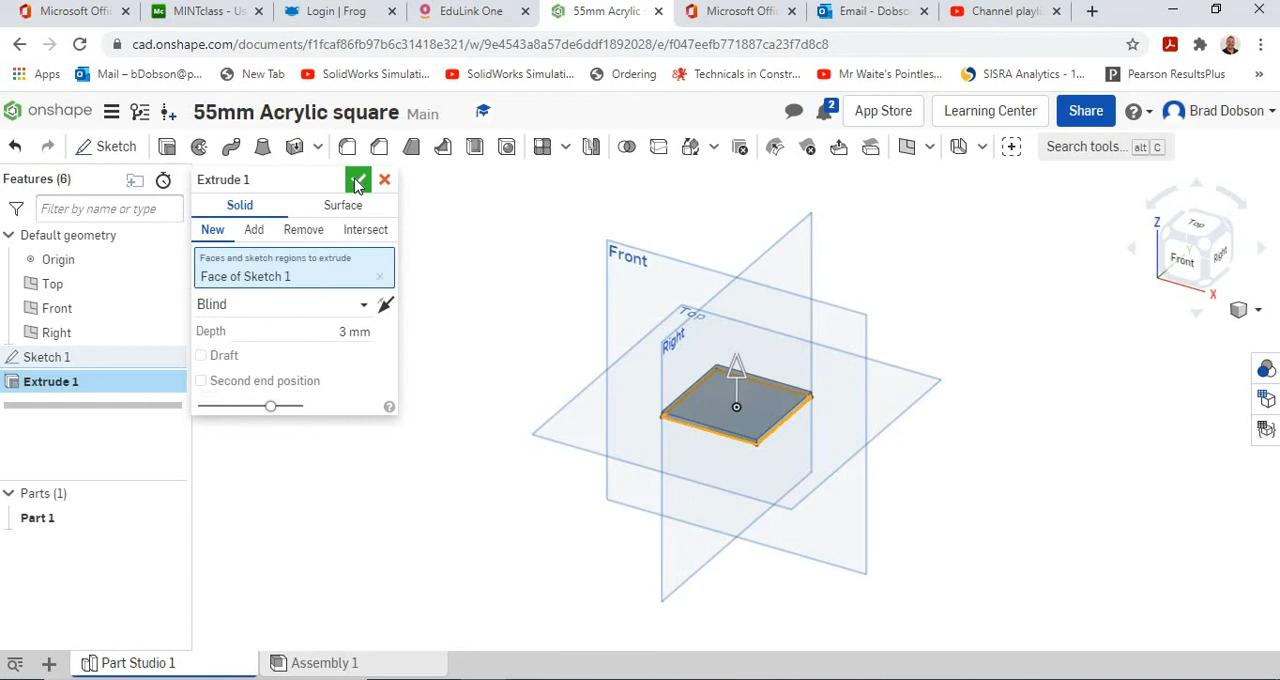 Microsoft Offi
MINTclass - Us
Login | Frog
EduLink One
55mm Acrylic s
Microsoft Offi
Email - Dobso
Channel playli
cad.onshape.com/documents/f1fcaf86fb97b6c31418e321/w/9e4543eba57de6ddf1892028/e/f047eefb771887ca23f7d8c8
Apps
Mail – bDobson@p...
New Tab
SolidWorks Simulati...
SolidWorks Simulati...
Ordering
Technicals in Constr...
Mr Waite's Pointles...
SISRA Analytics - 1...
Pearson ResultsPlus
»
onshape
55mm Acrylic square Main
2
App Store
Learning Center
Share
Brad Dobson
Sketch
Search tools... alt C
Features (6)
Filter by name or type
Default geometry
Origin
Top
Front
Right
Sketch 1
Extrude 1
Parts (1)
Part 1
Extrude 1
Solid Surface
New Add Remove Intersect
Faces and sketch regions to extrude
Face of Sketch 1
Blind
Depth 3 mm
Draft
Second end position
Front
Top
Right
Z
Top
Front
Right
X
Part Studio 1
Assembly 1